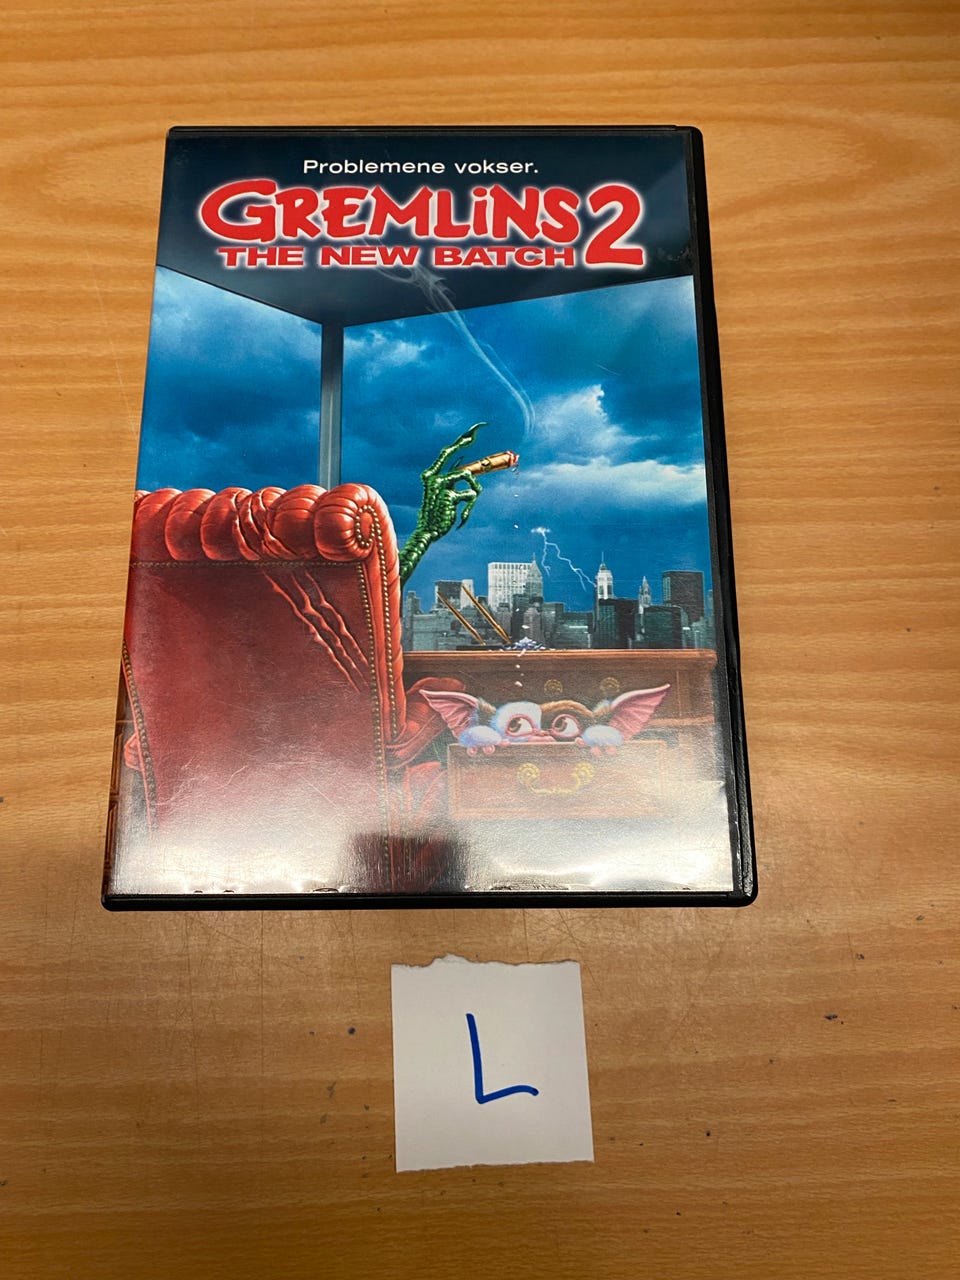 Problemene vokser.
GREMLiNS 2
THE NEW BATCH
L